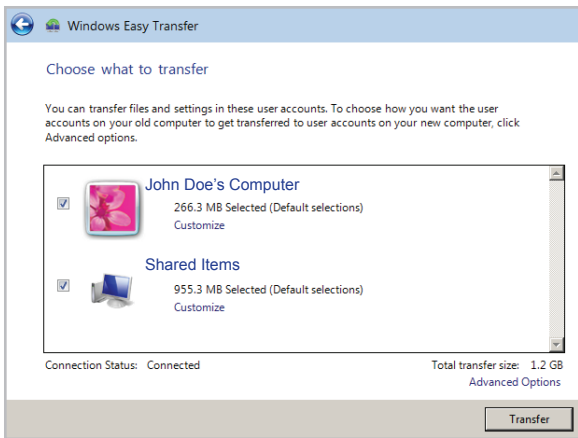 Windows Easy Transfer
Choose what to transfer
You can transfer files and settings in these user accounts. To choose how you want the user
accounts on your old computer to get transferred to user accounts on your new computer, click
Advanced options.
John Doe's Computer
266.3 MB Selected (Default selections)
Customize
Shared Items
955.3 MB Selected (Default selections)
Customize
Connection Status: Connected Total transfer size: 1.2 GB
Advanced Options
Transfer